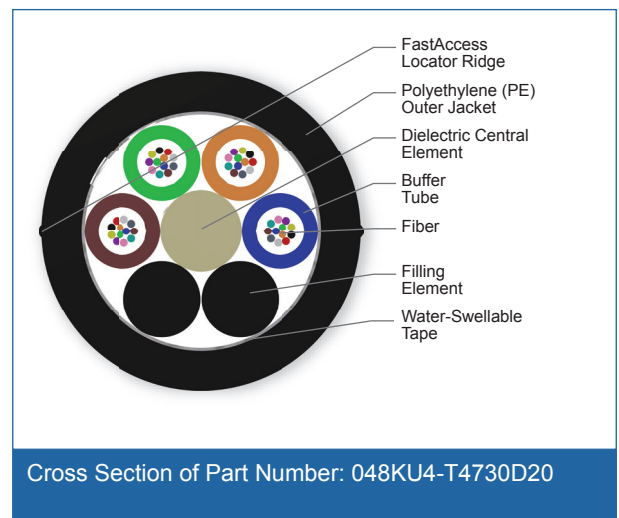 FastAccess
Locator Ridge
Polyethylene (PE)
Outer Jacket
Dielectric Central
Element
Buffer
Tube
Fiber
Filling
Element
Water-Swellable
Tape
Cross Section of Part Number: 048KU4-T4730D20